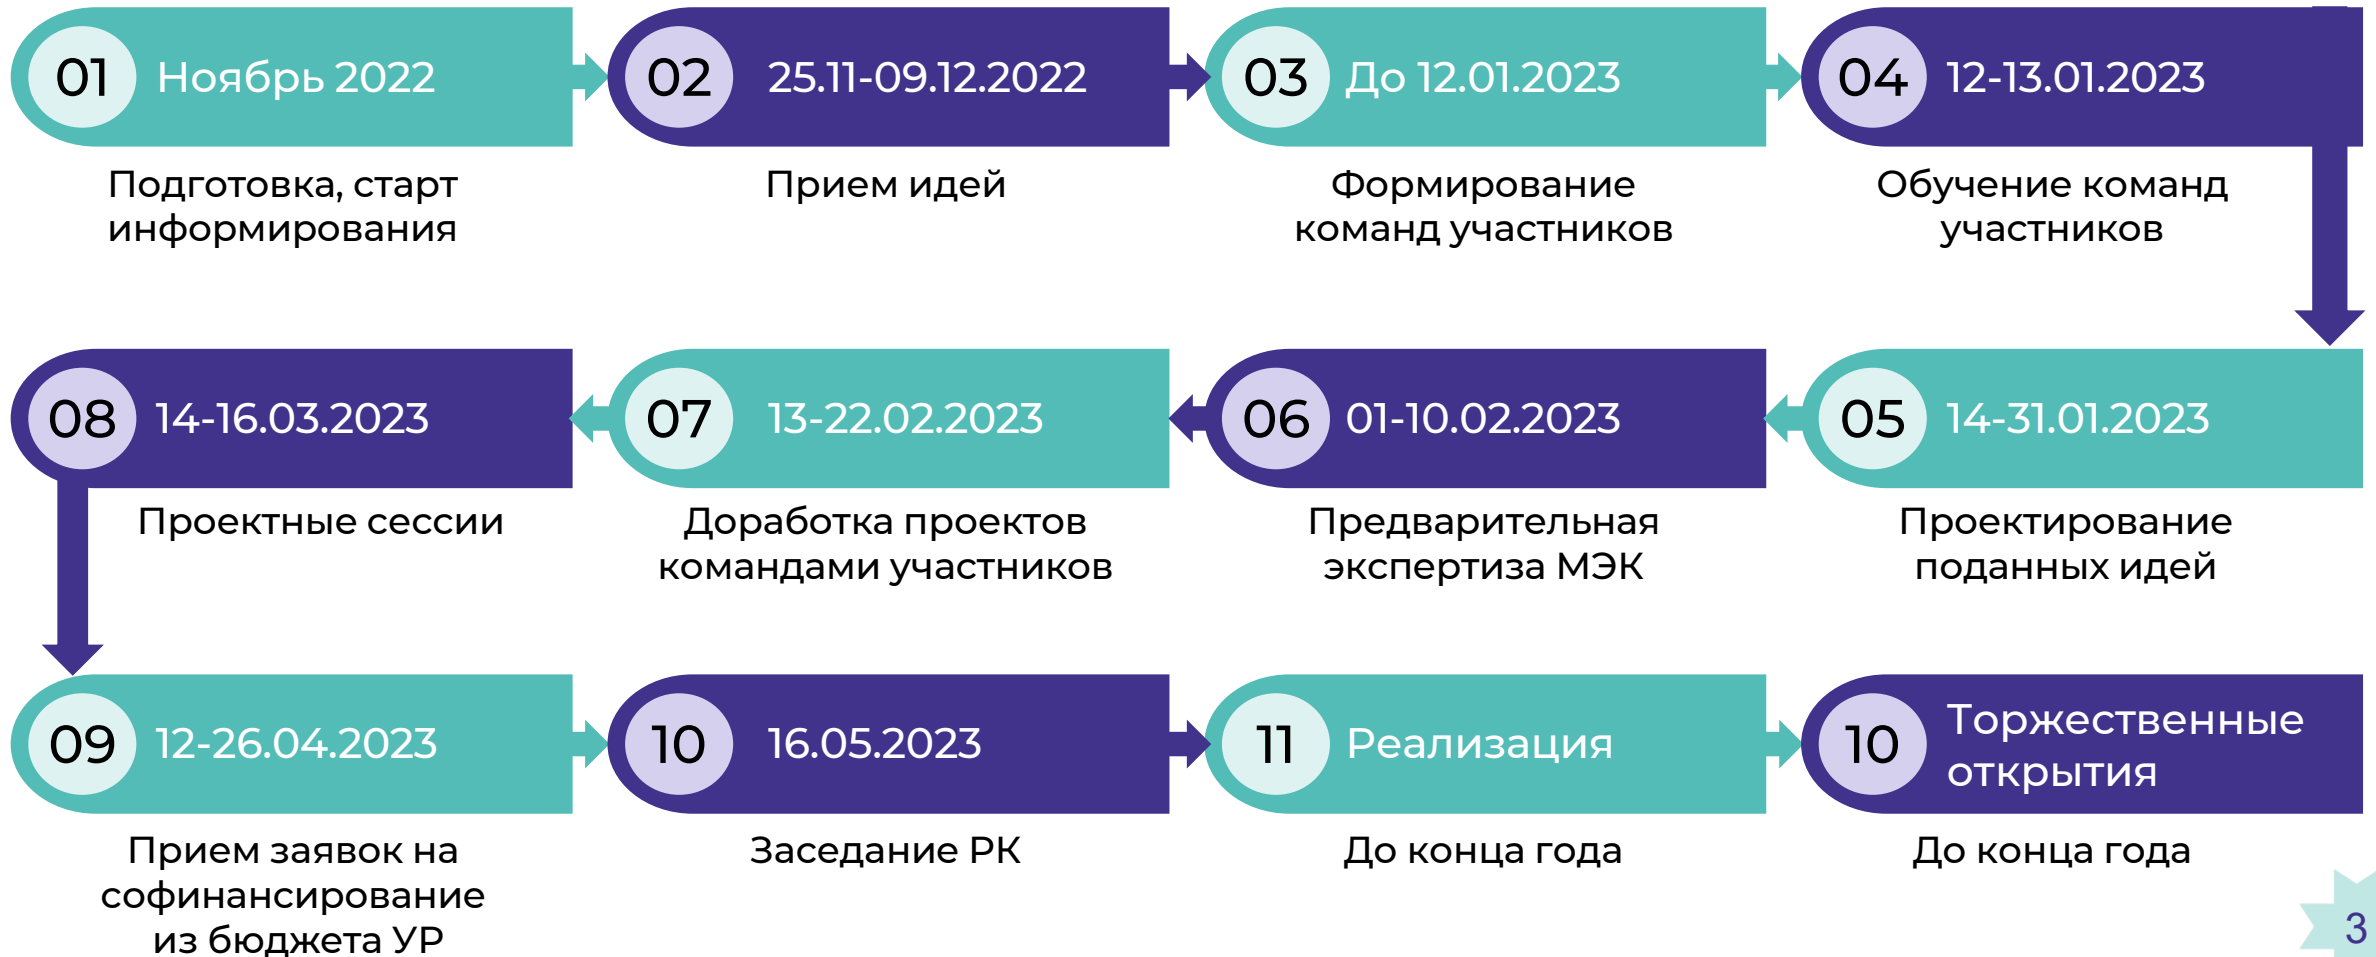 01 Ноябрь 2022
Подготовка, старт
информирования
02 25.11-09.12.2022
Прием идей
03 До 12.01.2023
Формирование
команд участников
04 12-13.01.2023
Обучение команд
участников
05 14-31.01.2023
Проектирование
поданных идей
06 01-10.02.2023
Предварительная
экспертиза МЭК
07 13-22.02.2023
Доработка проектов
командами участников
08 14-16.03.2023
Проектные сессии
09 12-26.04.2023
Прием заявок на
софинансирование
из бюджета УР
10 16.05.2023
Заседание РК
11 Реализация
До конца года
10 Торжественные
открытия
До конца года
3